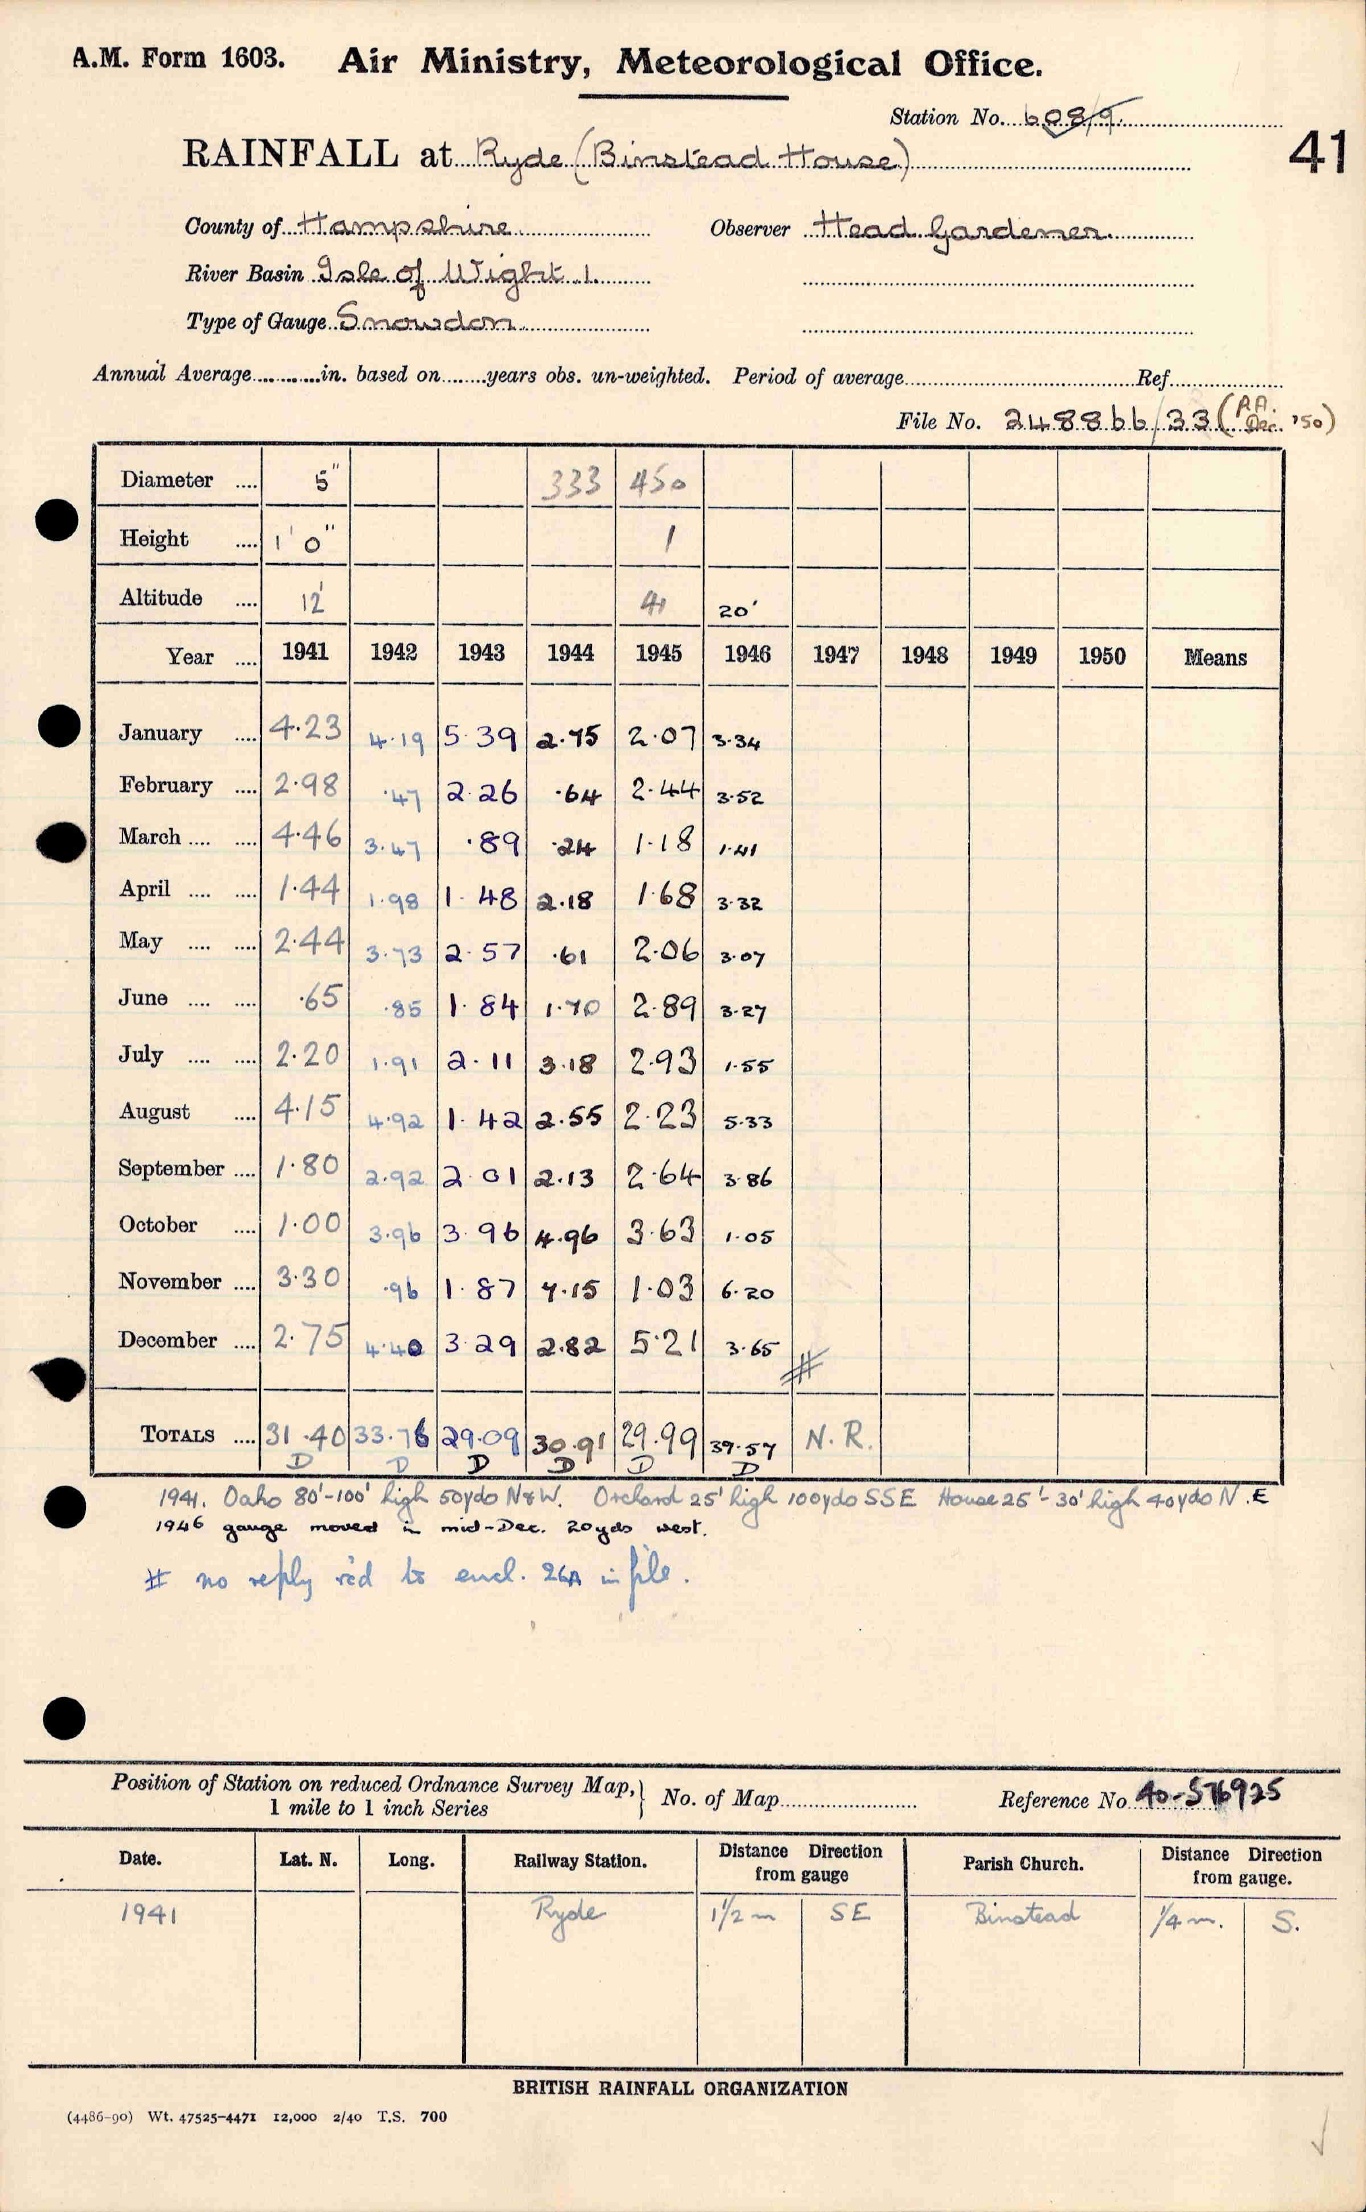 A.M. Form 1603. Air Ministry, Meteorological Office.
Station No. 608/9
41
RAINFALL at Ryde (Binstead House)
County of Hampshire Observer Head Gardener
River Basin Isle of Wight 1.
Type of Gauge Snowdon
Annual Average ........ in. based on ........ years obs. un-weighted. Period of average ........ Ref ........
File No. 248866/33 (P.A. Dec. '50)
Diameter .... 5" 333 450
Height .... 1' 0" 1
Altitude .... 12' 41 20'
Year .... 1941 1942 1943 1944 1945 1946 1947 1948 1949 1950 Means
January .... 4.23 4.19 5.39 2.75 2.07 3.34
February .... 2.98 .47 2.26 .64 2.44 3.52
March .... .... 4.46 3.47 .89 .24 1.18 1.41
April .... .... 1.44 1.98 1.48 2.18 1.68 3.32
May .... .... 2.44 3.73 2.57 .61 2.06 3.07
June .... .... .65 .85 1.84 1.70 2.89 3.27
July .... .... 2.20 1.91 2.11 3.18 2.93 1.55
August .... 4.15 4.92 1.42 2.55 2.23 5.33
September .... 1.80 2.92 2.01 2.13 2.64 3.86
October .... 1.00 3.96 3.96 4.96 3.63 1.05
November .... 3.30 .96 1.87 7.15 1.03 6.20
December .... 2.75 4.40 3.29 2.82 5.21 3.65 #
TOTALS .... 31.40 33.76 29.09 30.91 29.99 39.57 N.R.
D D D D D D
1941. Oaks 80'-100' high 50yds N&W. Orchard 25' high 100yds SSE House 25'-30' high 40yds N.E
1946 gauge moved in mid-Dec. 20yds west.
# no reply rc'd to encl. 26A in file.
Position of Station on reduced Ordnance Survey Map, 1 mile to 1 inch Series } No. of Map ........ Reference No. 40-576925
Date. Lat. N. Long. Railway Station. Distance Direction from gauge Parish Church. Distance Direction from gauge.
1941 Ryde 1 1/2 m SE Binstead 1/4 m. S.
BRITISH RAINFALL ORGANIZATION
(4486-90) Wt. 47525-4471 12,000 2/40 T.S. 700